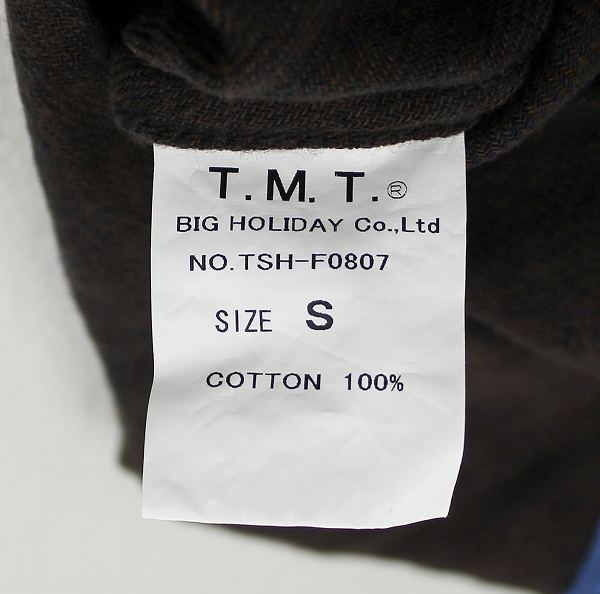 T.M.T.®
BIG HOLIDAY Co.,Ltd
NO.TSH-F0807
SIZE S
COTTON 100%